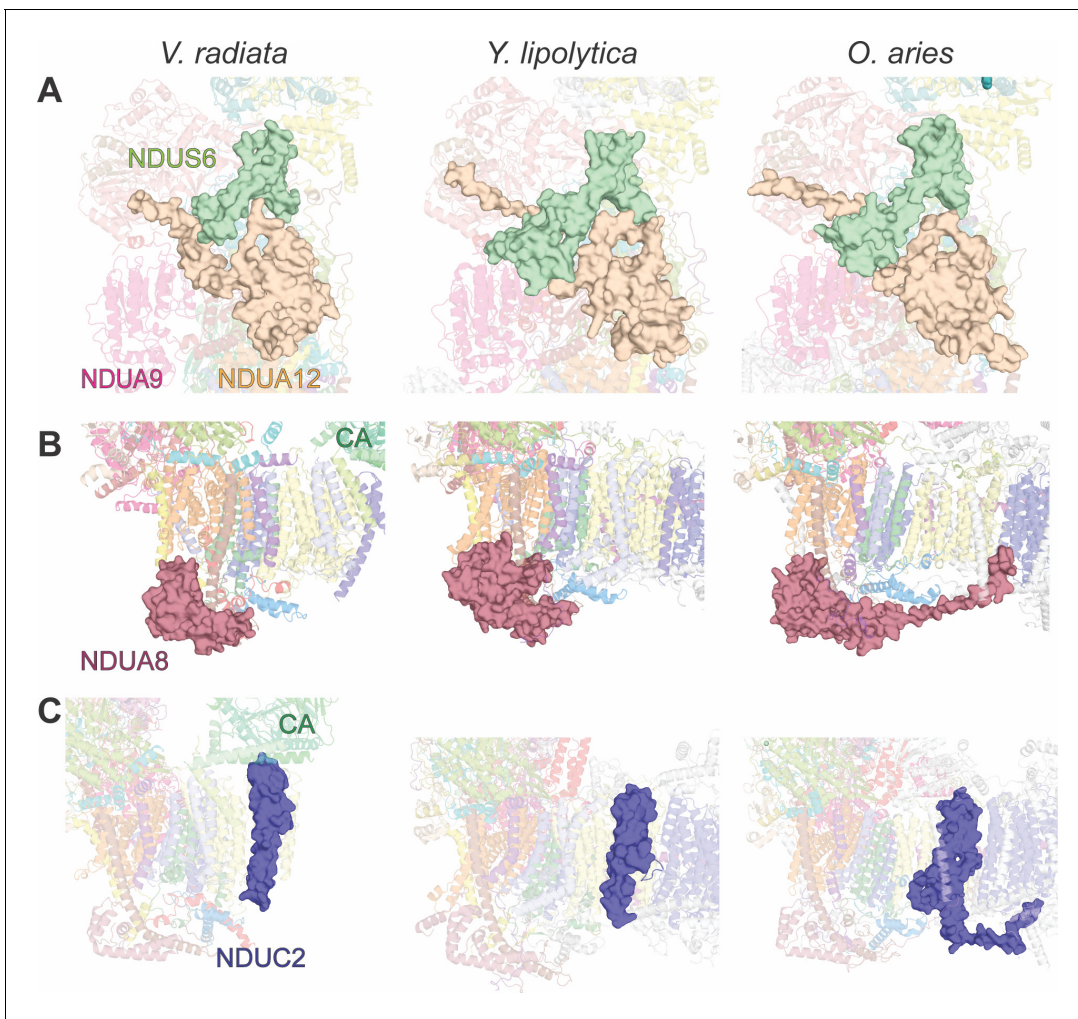 V. radiata Y. lipolytica O. aries
A
NDUS6
NDUA9 NDUA12
B
CA
NDUA8
C
CA
NDUC2